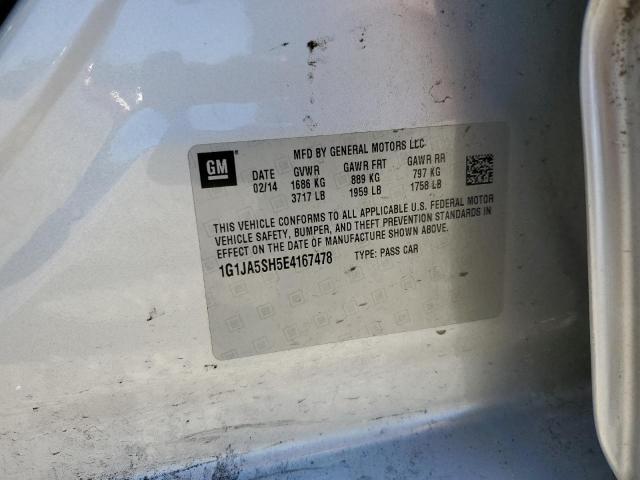 GM
MFD BY GENERAL MOTORS LLC
DATE GVWR GAWR FRT GAWR RR
02/14 1686 KG 889 KG 797 KG
3717 LB 1959 LB 1758 LB
THIS VEHICLE CONFORMS TO ALL APPLICABLE U.S. FEDERAL MOTOR
VEHICLE SAFETY, BUMPER, AND THEFT PREVENTION STANDARDS IN
EFFECT ON THE DATE OF MANUFACTURE SHOWN ABOVE.
1G1JA5SH5E4167478 TYPE: PASS CAR